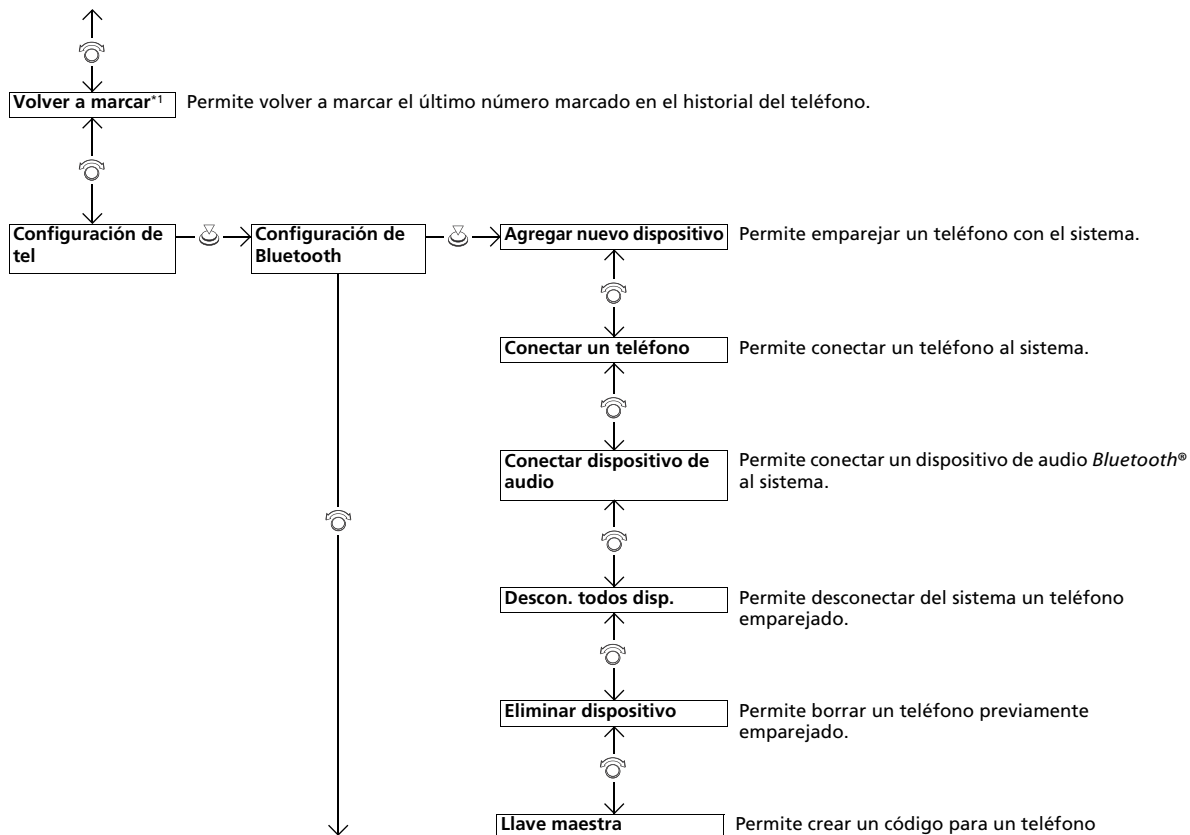 Volver a marcar*1 Permite volver a marcar el último número marcado en el historial del teléfono.
Configuración de tel
Configuración de Bluetooth
Agregar nuevo dispositivo Permite emparejar un teléfono con el sistema.
Conectar un teléfono Permite conectar un teléfono al sistema.
Conectar dispositivo de audio
Permite conectar un dispositivo de audio Bluetooth®
al sistema.
Descon. todos disp. Permite desconectar del sistema un teléfono
emparejado.
Eliminar dispositivo Permite borrar un teléfono previamente
emparejado.
Llave maestra Permite crear un código para un teléfono